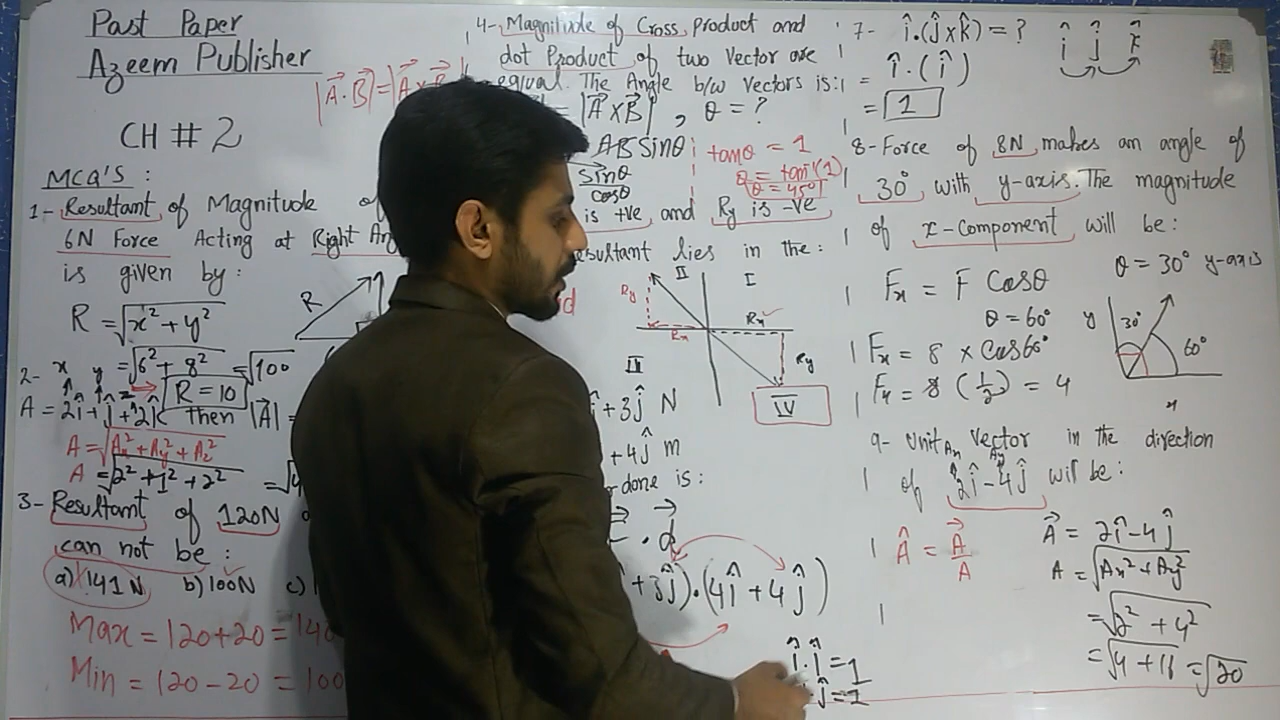 Past Paper
Azeem Publisher
CH # 2
MCQ'S :
1- Resultant of Magnitude
6N Force Acting at Right
is given by:
R = √x² + y²
= √6² + 8² = √100
R = 10
R
2- x y
A = 2î + ĵ + 2k̂ Then |A| =
A = √Ax² + Ay² + Az²
A = √2² + 1² + 2² = √
3- Resultant of 120N
can not be :
a) 141N b) 100N c)
Max = 120 + 20 = 140
Min = 120 - 20 = 100
4- Magnitude of Cross product and
dot Product of two Vector are
equal. The Angle b/w Vectors is:
|A⃗.B⃗| = |A⃗
= |A⃗ x B⃗| , θ = ?
AB Sinθ
Sinθ
Cosθ
tanθ = 1
θ = tan⁻¹(1)
θ = 45°
is +ve, and Ry is -ve
lies in the :
II I
Ry Rx
Rx Ry
IV
+ 3ĵ N
+ 4ĵ m
done is :
. d⃗
+ 3ĵ).(4î + 4ĵ)
î.î = 1
ĵ = 1
7- î.(ĵ x k̂) = ?
= î.(î)
= 1
î ĵ k̂
8- Force of 8N makes an angle of
30° with y-axis. The magnitude
of x-Component will be:
Fx = F Cosθ
θ = 60°
Fx = 8 x Cos60°
Fx = 8 (1/2) = 4
θ = 30° y-axis
y 30° 60°
x
9- Unit Vector in the direction
Ax Ay
of 2î - 4ĵ will be:
Â = A⃗/A
A⃗ = 2î - 4ĵ
A = √Ax² + Ay²
= √2² + 4²
= √4 + 16 = √20